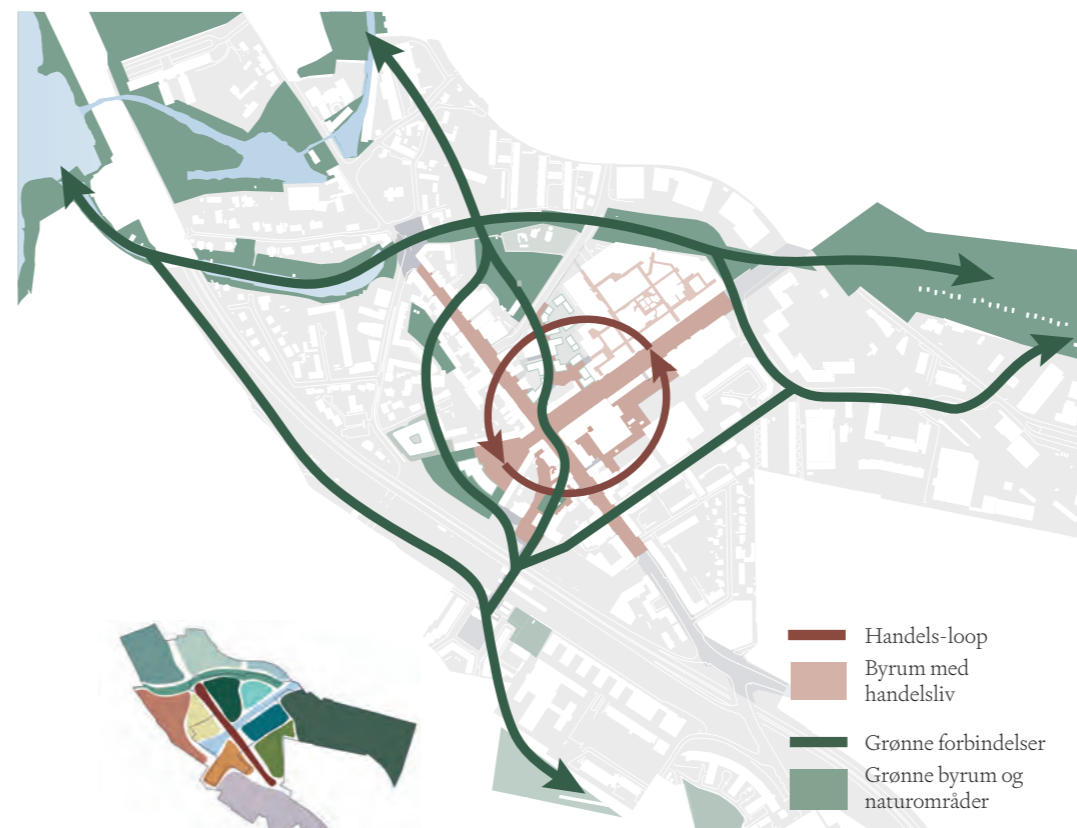 Handels-loop
Byrum med
handelsliv
Grønne forbindelser
Grønne byrum og
naturområder